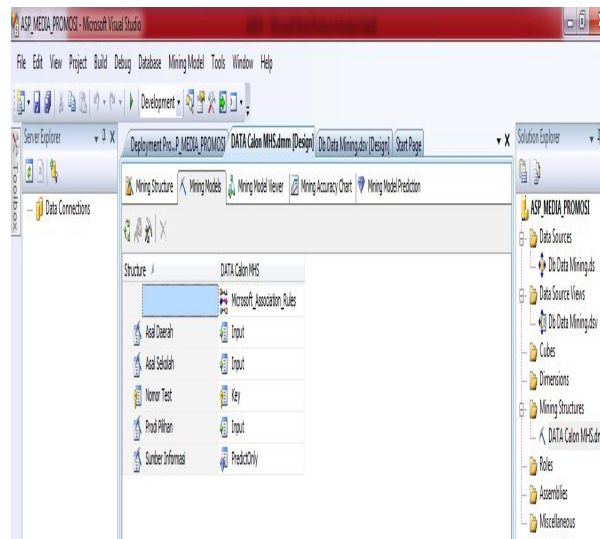 ASP_MEDIA_PROMOSI - Microsoft Visual Studio
File Edit View Project Build Debug Database Mining Model Tools Window Help
Development
Server Explorer
Data Connections
Toolbox
Deployment Pro...P_MEDIA_PROMOSI) DATA Calon MHS.dmm [Design] Db Data Mining.dsv [Design] Start Page
Mining Structure Mining Models Mining Model Viewer Mining Accuracy Chart Mining Model Prediction
Structure DATA Calon MHS
Microsoft_Association_Rules
Asal Daerah Input
Asal Sekolah Input
Nomor Test Key
Prodi Pilihan Input
Sumber Informasi PredictOnly
Solution Explorer
ASP_MEDIA_PROMOSI
Data Sources
Db Data Mining.ds
Data Source Views
Db Data Mining.dsv
Cubes
Dimensions
Mining Structures
DATA Calon MHS.dm
Roles
Assemblies
Miscellaneous